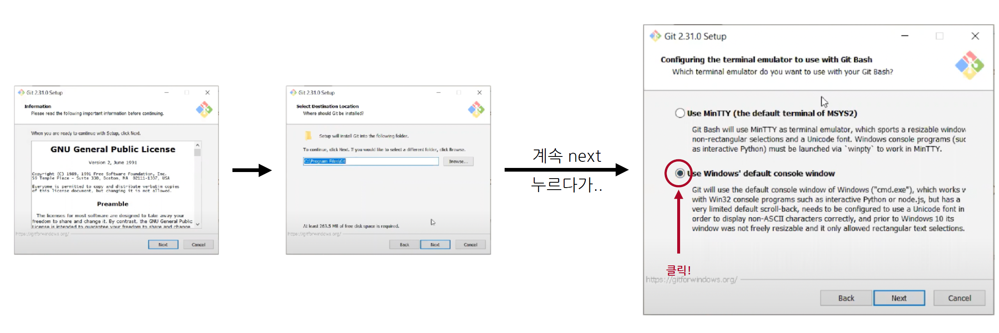 Git 2.31.0 Setup
Information
Please read the following important information before continuing.
When you are ready to continue with Setup, click Next.
GNU General Public License
Version 2, June 1991
Copyright (C) 1989, 1991 Free Software Foundation, Inc.
59 Temple Place - Suite 330, Boston, MA 02111-1307, USA
Everyone is permitted to copy and distribute verbatim copies
of this license document, but changing it is not allowed.
Preamble
The licenses for most software are designed to take away your
freedom to share and change it. By contrast, the GNU General Public
License is intended to guarantee your freedom to share and change
https://gitforwindows.org/
Next
Cancel
Git 2.31.0 Setup
Select Destination Location
Where should Git be installed?
Setup will install Git into the following folder.
To continue, click Next. If you would like to select a different folder, click Browse.
C:\Program Files\Git
Browse...
At least 263.5 MB of free disk space is required.
https://gitforwindows.org/
Back
Next
Cancel
계속 next
누르다가..
Git 2.31.0 Setup
Configuring the terminal emulator to use with Git Bash
Which terminal emulator do you want to use with your Git Bash?
Use MinTTY (the default terminal of MSYS2)
Git Bash will use MinTTY as terminal emulator, which sports a resizable window
non-rectangular selections and a Unicode font. Windows console programs (suc
as interactive Python) must be launched via `winpty` to work in MinTTY.
Use Windows' default console window
Git will use the default console window of Windows ("cmd.exe"), which works
with Win32 console programs such as interactive Python or node.js, but has a
very limited default scroll-back, needs to be configured to use a Unicode font in
order to display non-ASCII characters correctly, and prior to Windows 10 its
window was not freely resizable and it only allowed rectangular text selections.
클릭!
https://gitforwindows.org/
Back
Next
Cancel